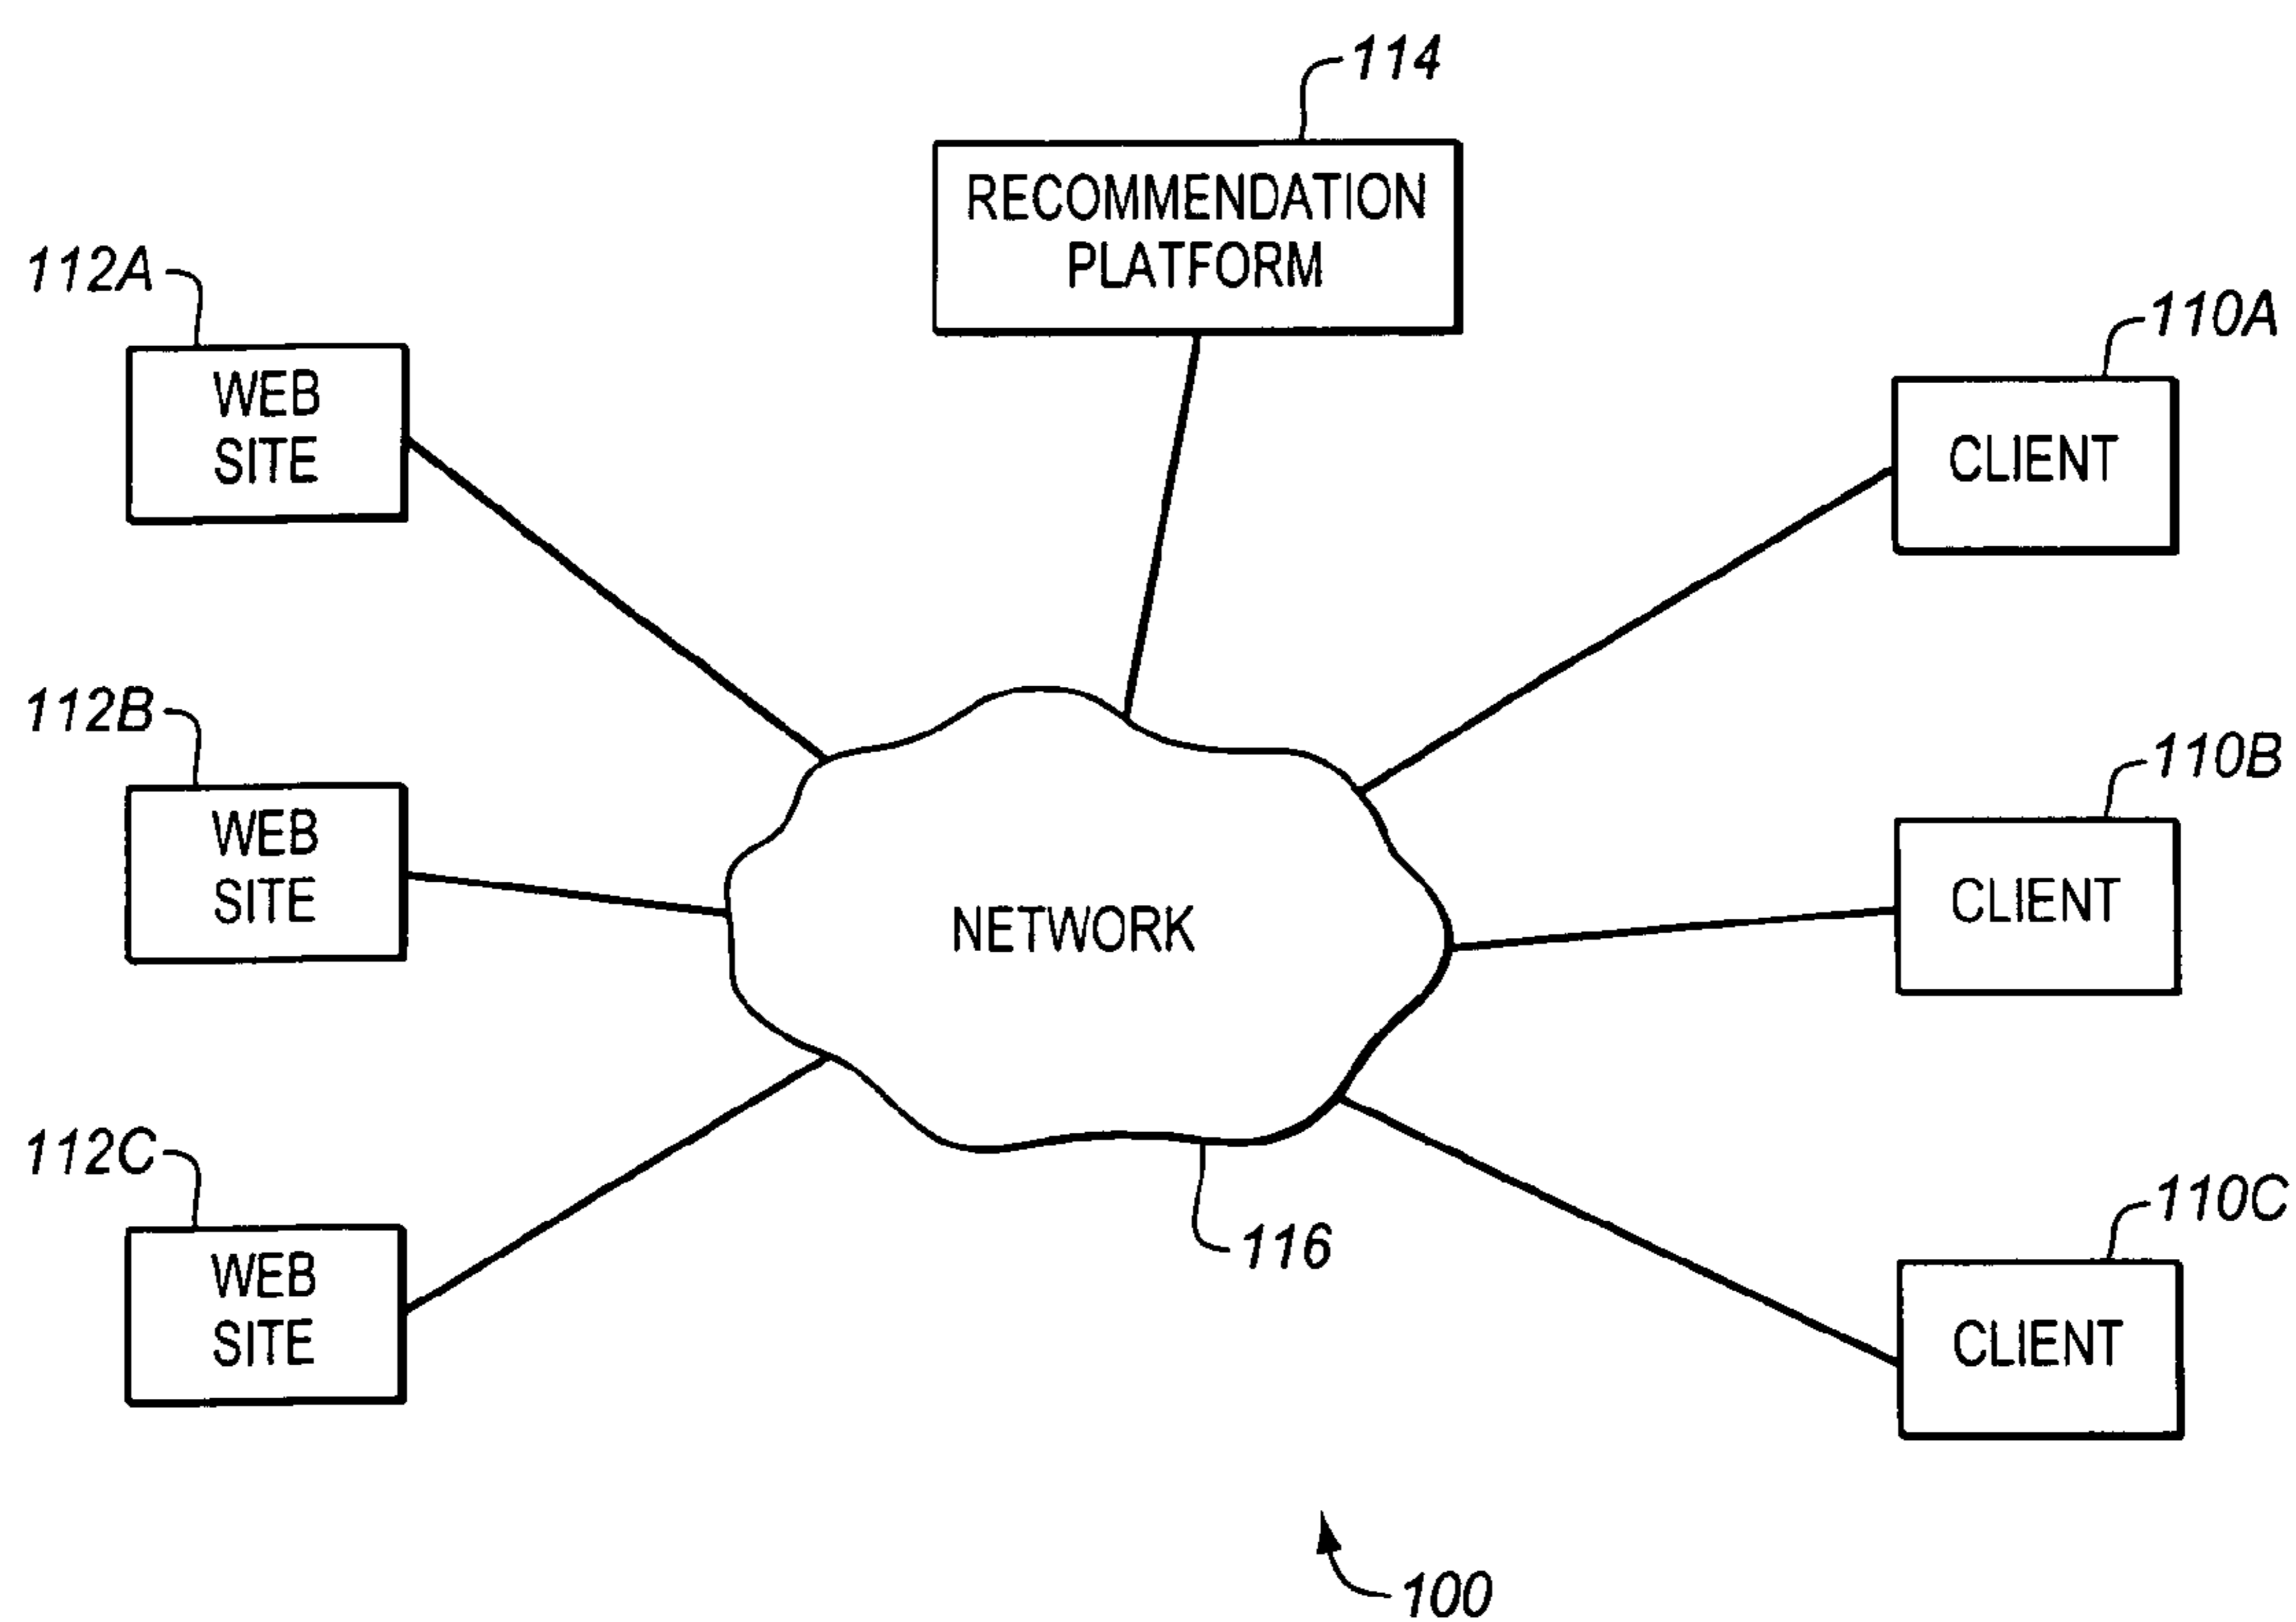 114
RECOMMENDATION
PLATFORM
112A
WEB
SITE
110A
CLIENT
112B
WEB
SITE
110B
CLIENT
NETWORK
112C
WEB
SITE
116
110C
CLIENT
100